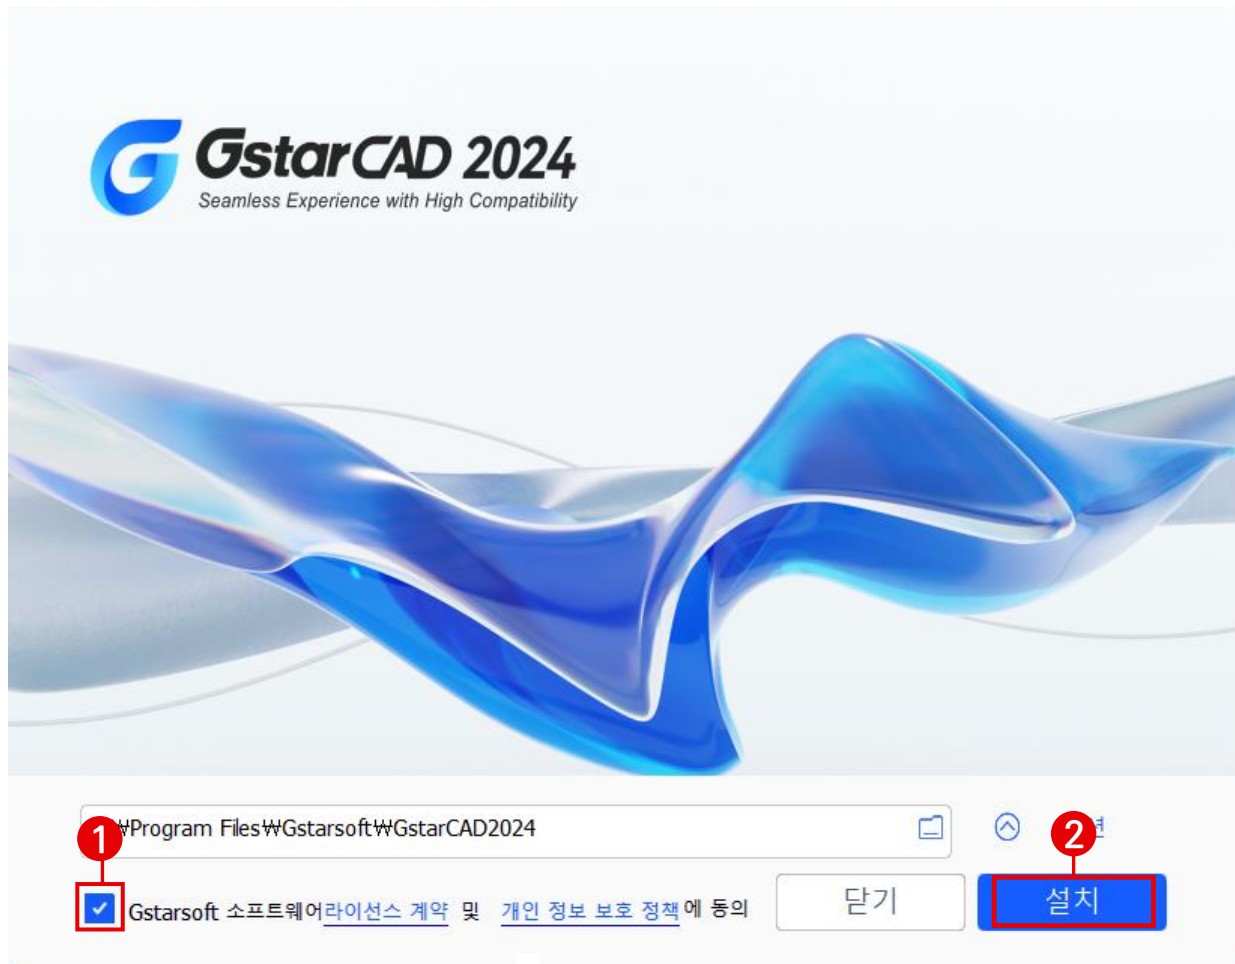 GstarCAD 2024
Seamless Experience with High Compatibility
₩Program Files₩Gstarsoft₩GstarCAD2024
1
2
Gstarsoft 소프트웨어라이선스 계약 및 개인 정보 보호 정책에 동의
닫기
설치